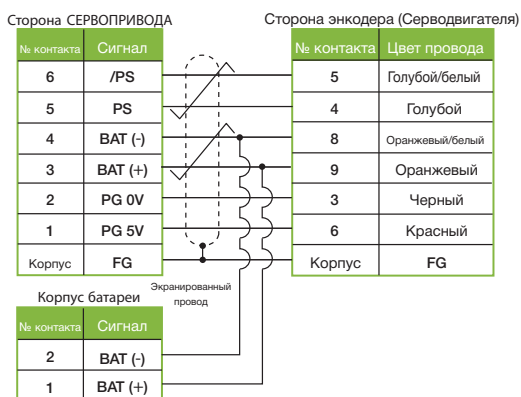 Сторона СЕРВОПРИВОДА
Сторона энкодера (Серводвигателя)
№ контакта Сигнал
№ контакта Цвет провода
6 /PS
5 Голубой/белый
5 PS
4 Голубой
4 BAT (-)
8 Оранжевый/белый
3 BAT (+)
9 Оранжевый
2 PG 0V
3 Черный
1 PG 5V
6 Красный
Корпус FG
Корпус FG
Экранированный
провод
Корпус батареи
№ контакта Сигнал
2 BAT (-)
1 BAT (+)